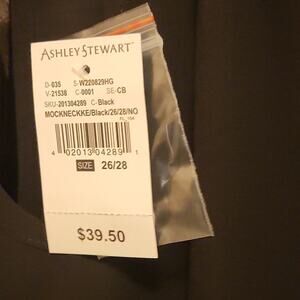 ASHLEY STEWART
D-035 S-W220829HG
V-21538 C-0001 SE-CB
SKU-201304289 C-Black
MOCKNECKKE/Black/26/28/NO
FL_104
4 02013 04289 1
SIZE 26/28
$39.50